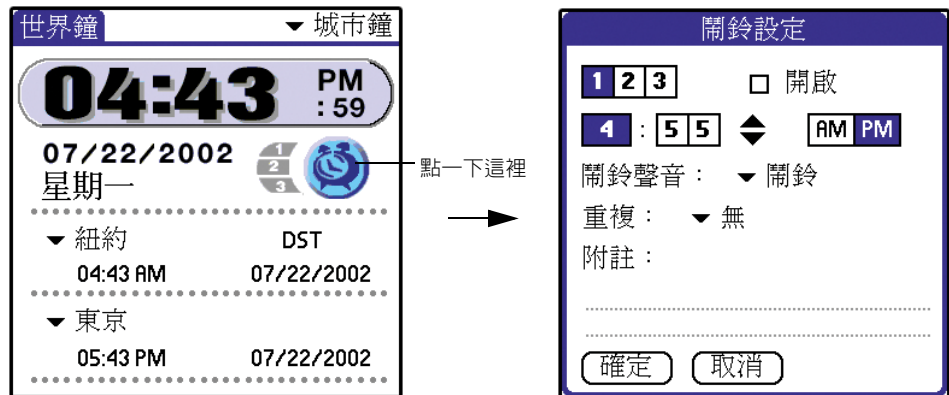 世界鐘 城市鐘
04:43 PM :59
07/22/2002 1 2 3
星期一
紐約 DST
04:43 AM 07/22/2002
東京
05:43 PM 07/22/2002
點一下這裡
鬧鈴設定
1 2 3 開啟
4 : 5 5 AM PM
鬧鈴聲音： 鬧鈴
重複： 無
附註：
確定 取消